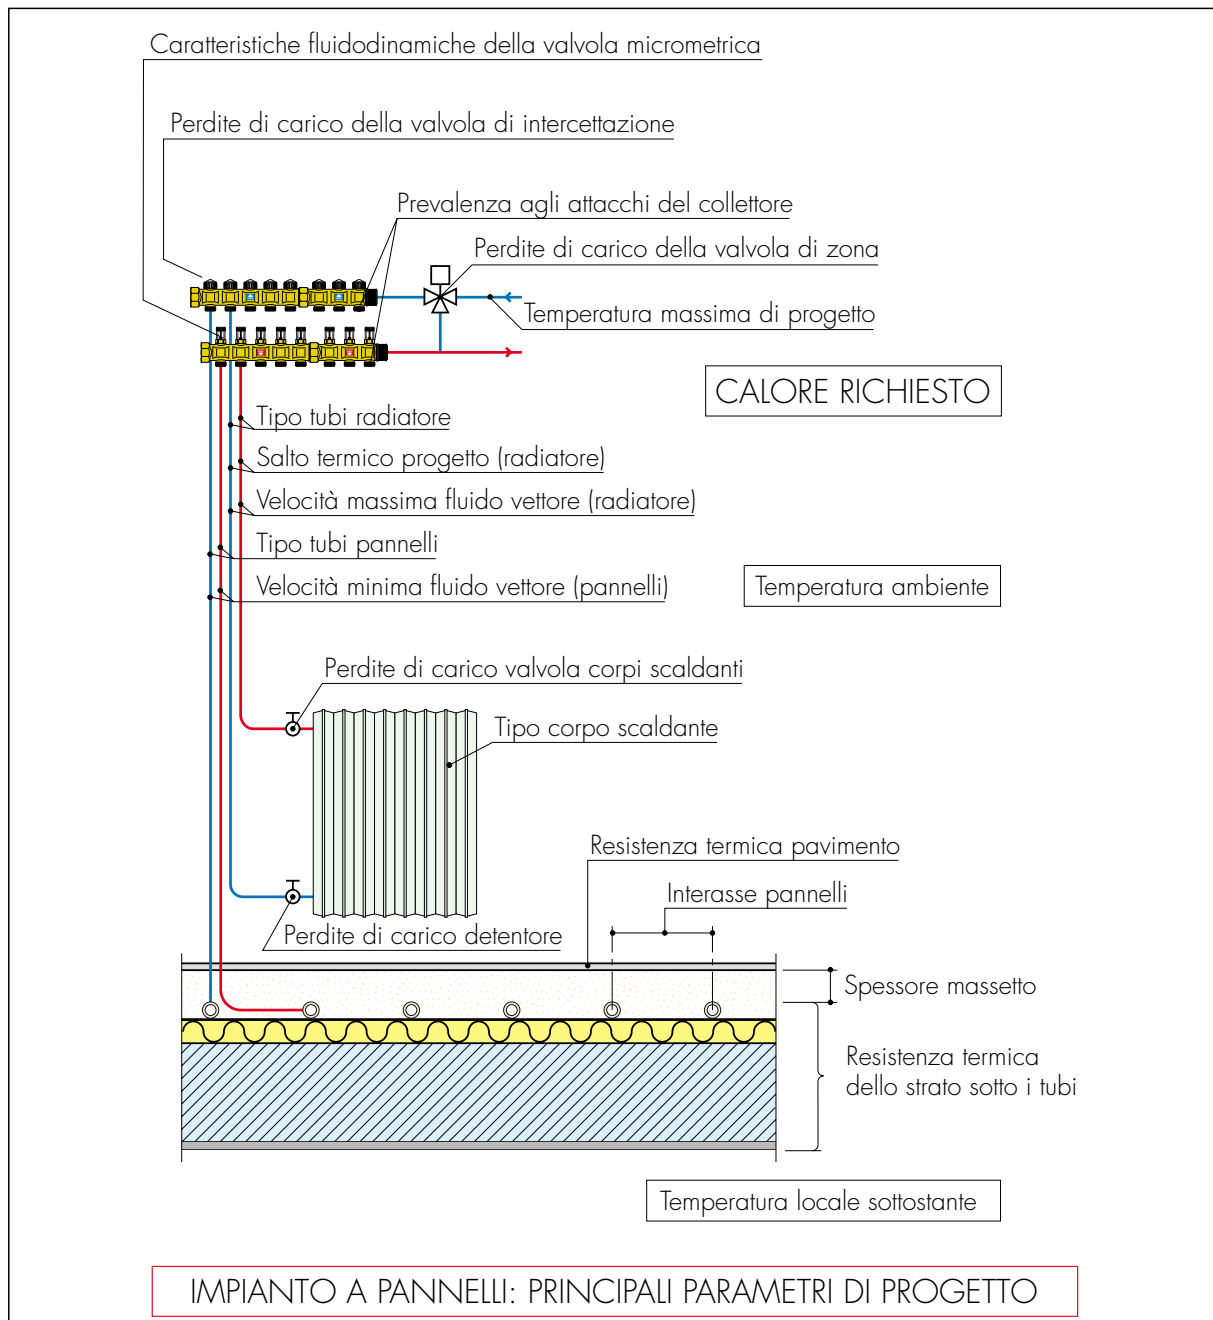 Caratteristiche fluidodinamiche della valvola micrometrica
Perdite di carico della valvola di intercettazione
Prevalenza agli attacchi del collettore
Perdite di carico della valvola di zona
Temperatura massima di progetto
CALORE RICHIESTO
Tipo tubi radiatore
Salto termico progetto (radiatore)
Velocità massima fluido vettore (radiatore)
Tipo tubi pannelli
Velocità minima fluido vettore (pannelli)
Temperatura ambiente
Perdite di carico valvola corpi scaldanti
Tipo corpo scaldante
Resistenza termica pavimento
Interasse pannelli
Perdite di carico detentore
Spessore massetto
Resistenza termica
dello strato sotto i tubi
Temperatura locale sottostante
IMPIANTO A PANNELLI: PRINCIPALI PARAMETRI DI PROGETTO